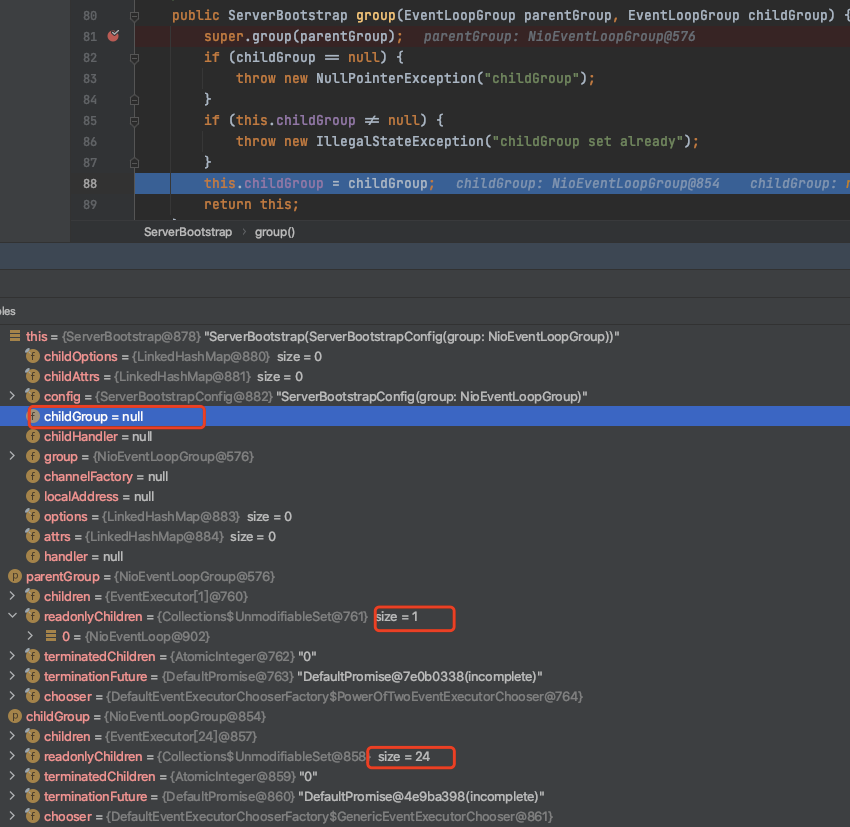 80 public ServerBootstrap group(EventLoopGroup parentGroup, EventLoopGroup childGroup) {
81 super.group(parentGroup); parentGroup: NioEventLoopGroup@576
82 if (childGroup == null) {
83 throw new NullPointerException("childGroup");
84 }
85 if (this.childGroup ≠ null) {
86 throw new IllegalStateException("childGroup set already");
87 }
88 this.childGroup = childGroup; childGroup: NioEventLoopGroup@854 childGroup:
89 return this;
ServerBootstrap › group()
les
this = {ServerBootstrap@878} "ServerBootstrap(ServerBootstrapConfig(group: NioEventLoopGroup))"
f childOptions = {LinkedHashMap@880} size = 0
f childAttrs = {LinkedHashMap@881} size = 0
f config = {ServerBootstrapConfig@882} "ServerBootstrapConfig(group: NioEventLoopGroup)"
f childGroup = null
f childHandler = null
f group = {NioEventLoopGroup@576}
f channelFactory = null
f localAddress = null
f options = {LinkedHashMap@883} size = 0
f attrs = {LinkedHashMap@884} size = 0
f handler = null
p parentGroup = {NioEventLoopGroup@576}
f children = {EventExecutor[1]@760}
f readonlyChildren = {Collections$UnmodifiableSet@761} size = 1
0 = {NioEventLoop@902}
f terminatedChildren = {AtomicInteger@762} "0"
f terminationFuture = {DefaultPromise@763} "DefaultPromise@7e0b0338(incomplete)"
f chooser = {DefaultEventExecutorChooserFactory$PowerOfTwoEventExecutorChooser@764}
p childGroup = {NioEventLoopGroup@854}
f children = {EventExecutor[24]@857}
f readonlyChildren = {Collections$UnmodifiableSet@858} size = 24
f terminatedChildren = {AtomicInteger@859} "0"
f terminationFuture = {DefaultPromise@860} "DefaultPromise@4e9ba398(incomplete)"
f chooser = {DefaultEventExecutorChooserFactory$GenericEventExecutorChooser@861}